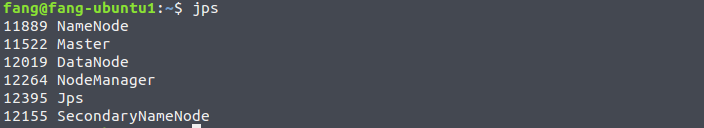 fang@fang-ubuntu1:~$ jps
11889 NameNode
11522 Master
12019 DataNode
12264 NodeManager
12395 Jps
12155 SecondaryNameNode